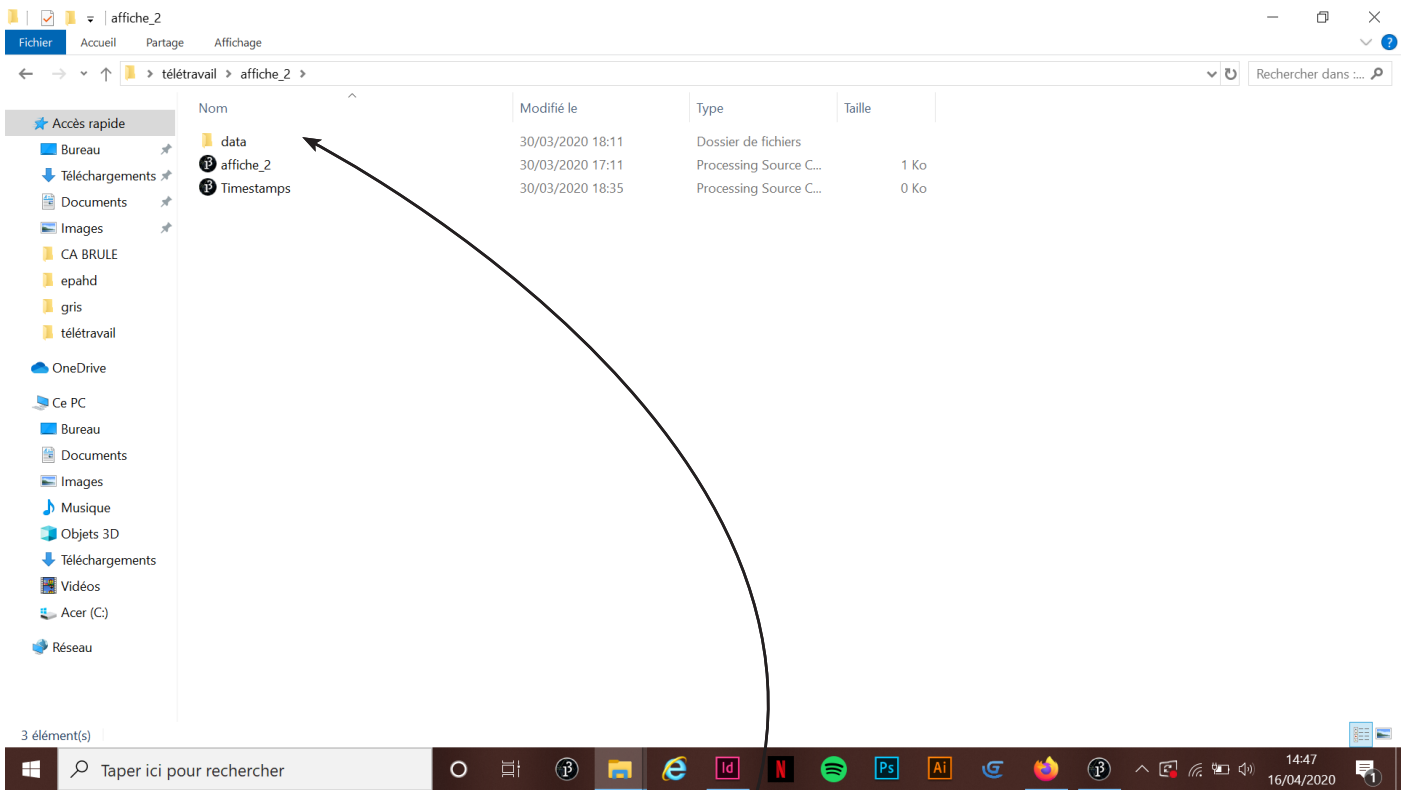 affiche_2
Fichier Accueil Partage Affichage
?
télétravail > affiche_2 >
Rechercher dans :...
Nom Modifié le Type Taille
data 30/03/2020 18:11 Dossier de fichiers
affiche_2 30/03/2020 17:11 Processing Source C... 1 Ko
Timestamps 30/03/2020 18:35 Processing Source C... 0 Ko
Accès rapide
Bureau
Téléchargements
Documents
Images
CA BRULE
epahd
gris
télétravail
OneDrive
Ce PC
Bureau
Documents
Images
Musique
Objets 3D
Téléchargements
Vidéos
Acer (C:)
Réseau
3 élément(s)
Taper ici pour rechercher
Id N Ps Ai
14:47
16/04/2020
1